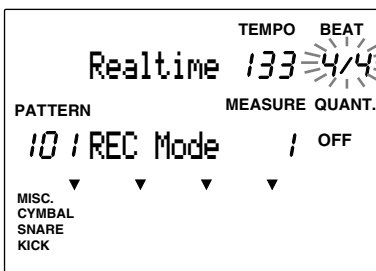 TEMPO BEAT
Realtime 133 4/4
PATTERN MEASURE QUANT.
101 REC Mode 1 OFF
MISC.
CYMBAL
SNARE
KICK